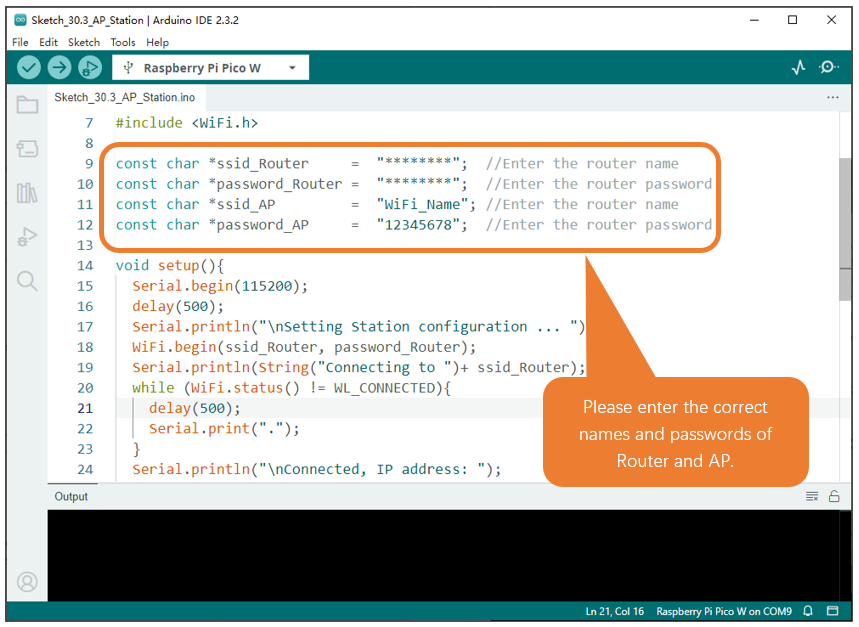 Sketch_30.3_AP_Station | Arduino IDE 2.3.2
File Edit Sketch Tools Help
Raspberry Pi Pico W
Sketch_30.3_AP_Station.ino
7 #include <WiFi.h>
8
9 const char *ssid_Router     =  "********";  //Enter the router name
10 const char *password_Router =  "********";  //Enter the router password
11 const char *ssid_AP         =  "WiFi_Name"; //Enter the router name
12 const char *password_AP     =  "12345678";  //Enter the router password
13
14 void setup(){
15   Serial.begin(115200);
16   delay(500);
17   Serial.println("\nSetting Station configuration ... ")
18   WiFi.begin(ssid_Router, password_Router);
19   Serial.println(String("Connecting to ")+ ssid_Router);
20   while (WiFi.status() != WL_CONNECTED){
21     delay(500);
22     Serial.print(".");
23   }
24   Serial.println("\nConnected, IP address: ");
Please enter the correct
names and passwords of
Router and AP.
Output
Ln 21, Col 16 Raspberry Pi Pico W on COM9